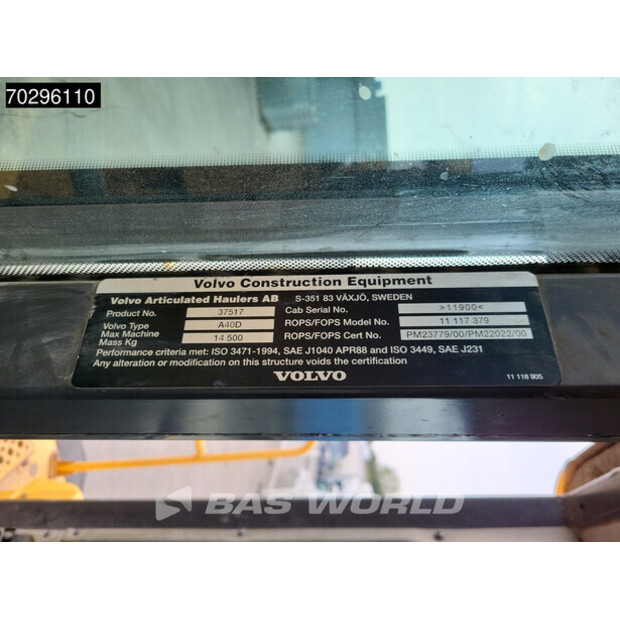 70296110
Volvo Construction Equipment
Volvo Articulated Haulers AB S-351 83 VÄXJÖ, SWEDEN
Product No. 37517 Cab Serial No. >11900<
Volvo Type A40D ROPS/FOPS Model No. 11 117 379
Max Machine Mass Kg 14 500 ROPS/FOPS Cert No. PM23779/00/PM22022/00
Performance criteria met: ISO 3471-1994, SAE J1040 APR88 and ISO 3449, SAE J231
Any alteration or modification on this structure voids the certification
VOLVO 11 118 905
BAS WORLD